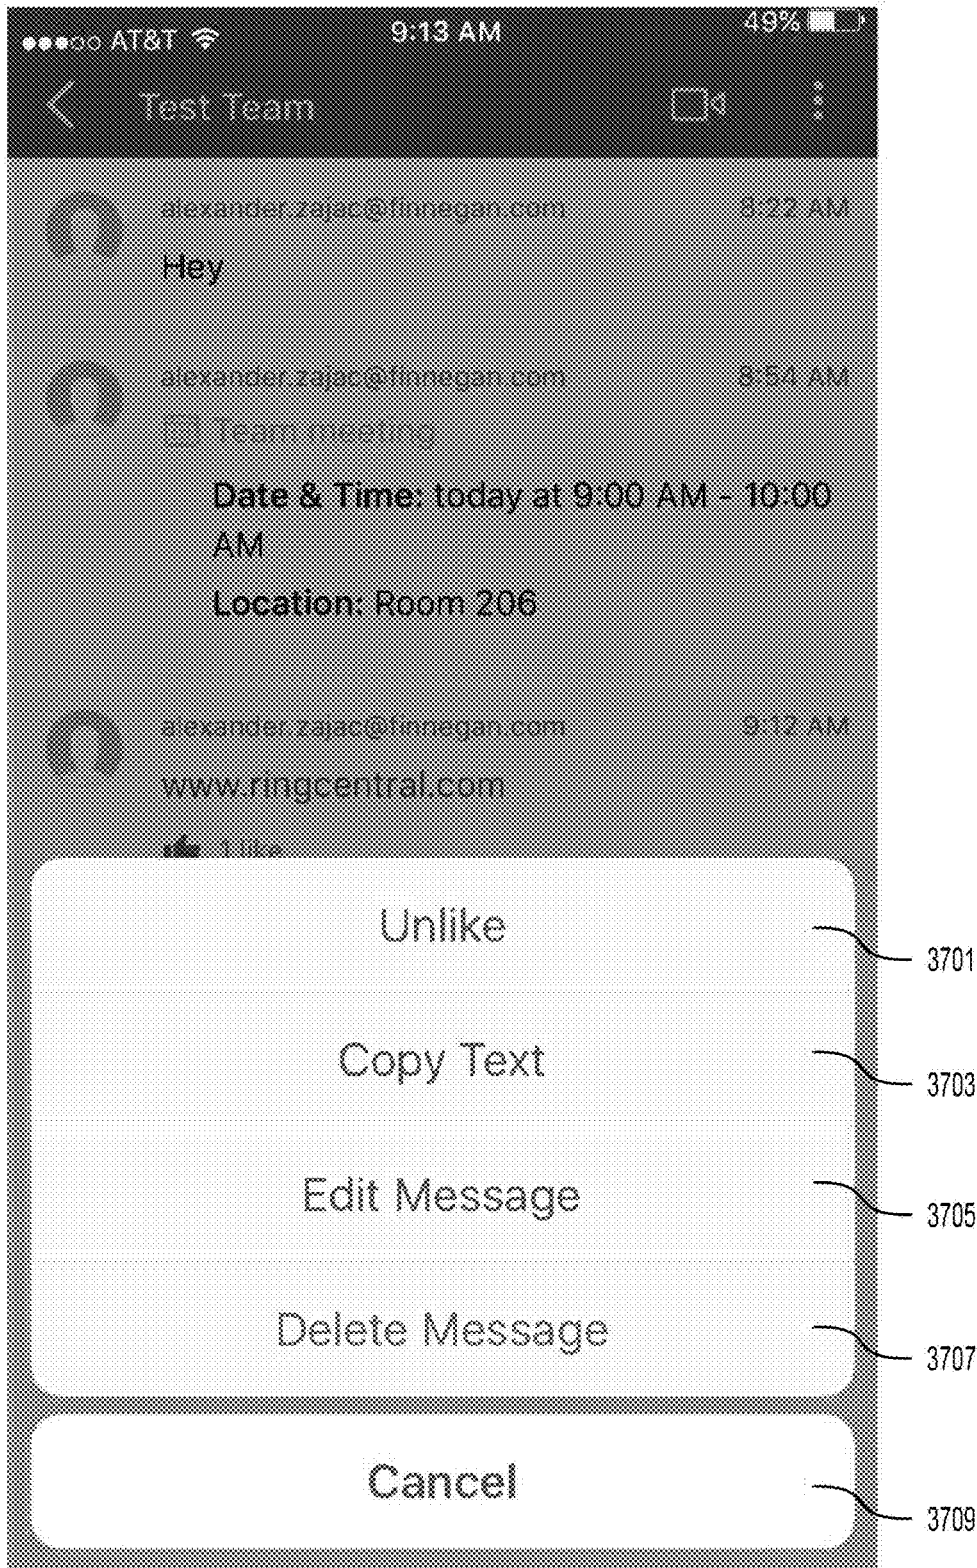 ●●●○○ AT&T 9:13 AM 49%
Test Team
alexander.zajac@finnegan.com 8:22 AM
Hey
alexander.zajac@finnegan.com 8:54 AM
Team meeting
Date & Time: today at 9:00 AM - 10:00
AM
Location: Room 206
alexander.zajac@finnegan.com 9:12 AM
www.ringcentral.com
1 like
Unlike
3701
Copy Text
3703
Edit Message
3705
Delete Message
3707
Cancel
3709